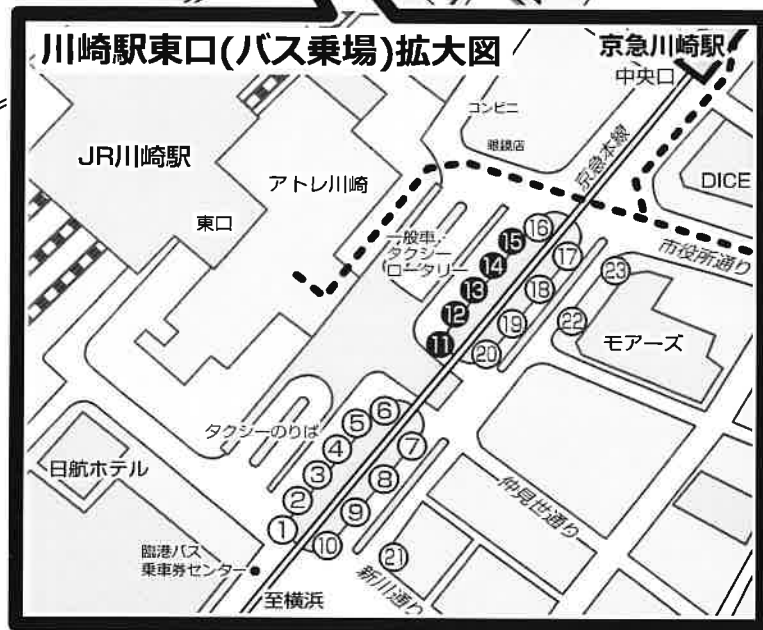 川崎駅東口(バス乗場)拡大図
京急川崎駅
中央口
コンビニ
眼鏡店
京急本線
JR川崎駅
アトレ川崎
DICE
東口
一般車・
タクシー
ロータリー
市役所通り
⑮
⑯
⑭
⑰
⑬
⑱
㉓
⑫
⑲
㉒
⑪
⑳
モアーズ
タクシーのりば
⑥
⑤
⑦
④
③
⑧
②
⑨
①
⑩
日航ホテル
仲見世通り
臨港バス
乗車券センター
㉑
新川通り
至横浜